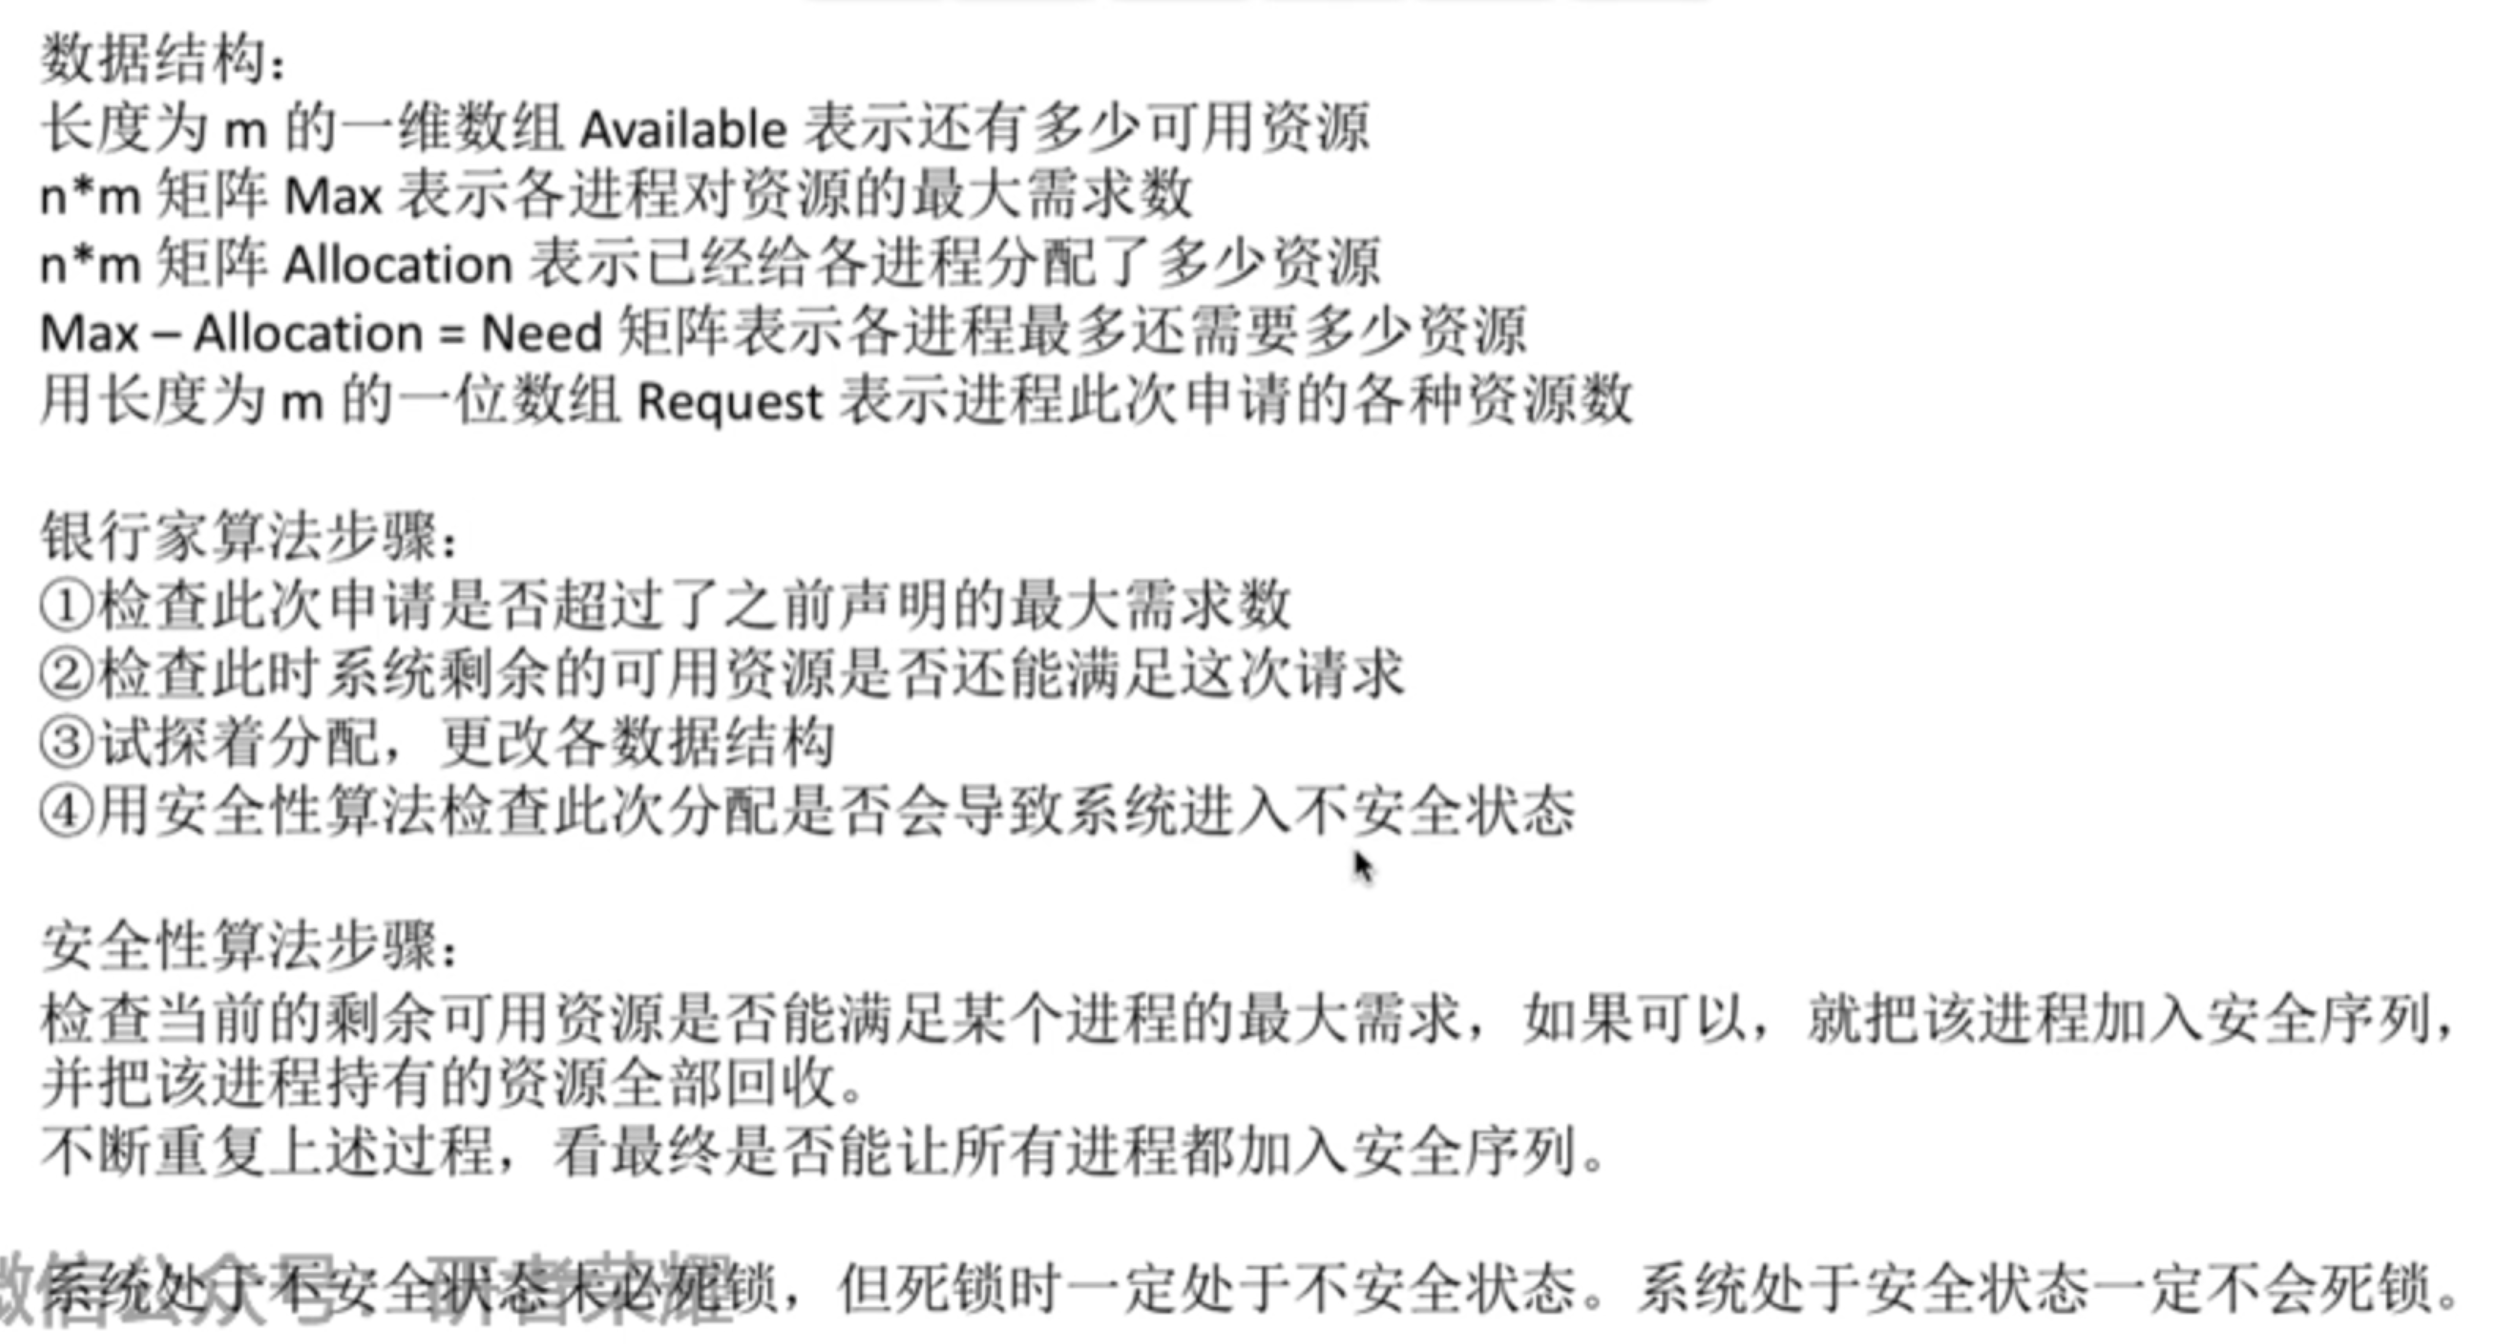 数据结构：
长度为 m 的一维数组 Available 表示还有多少可用资源
n*m 矩阵 Max 表示各进程对资源的最大需求数
n*m 矩阵 Allocation 表示已经给各进程分配了多少资源
Max – Allocation = Need 矩阵表示各进程最多还需要多少资源
用长度为 m 的一位数组 Request 表示进程此次申请的各种资源数
银行家算法步骤：
①检查此次申请是否超过了之前声明的最大需求数
②检查此时系统剩余的可用资源是否还能满足这次请求
③试探着分配，更改各数据结构
④用安全性算法检查此次分配是否会导致系统进入不安全状态
安全性算法步骤：
检查当前的剩余可用资源是否能满足某个进程的最大需求，如果可以，就把该进程加入安全序列，
并把该进程持有的资源全部回收。
不断重复上述过程，看最终是否能让所有进程都加入安全序列。
系统处于不安全状态未必死锁，但死锁时一定处于不安全状态。系统处于安全状态一定不会死锁。
微信公众号：研者荣耀